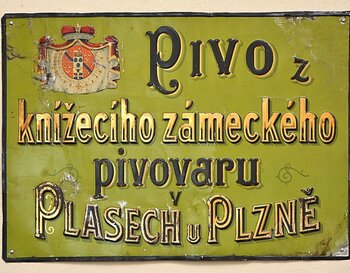 Pivo z
knížecího zámeckého
pivovaru
v
Plasech u Plzně